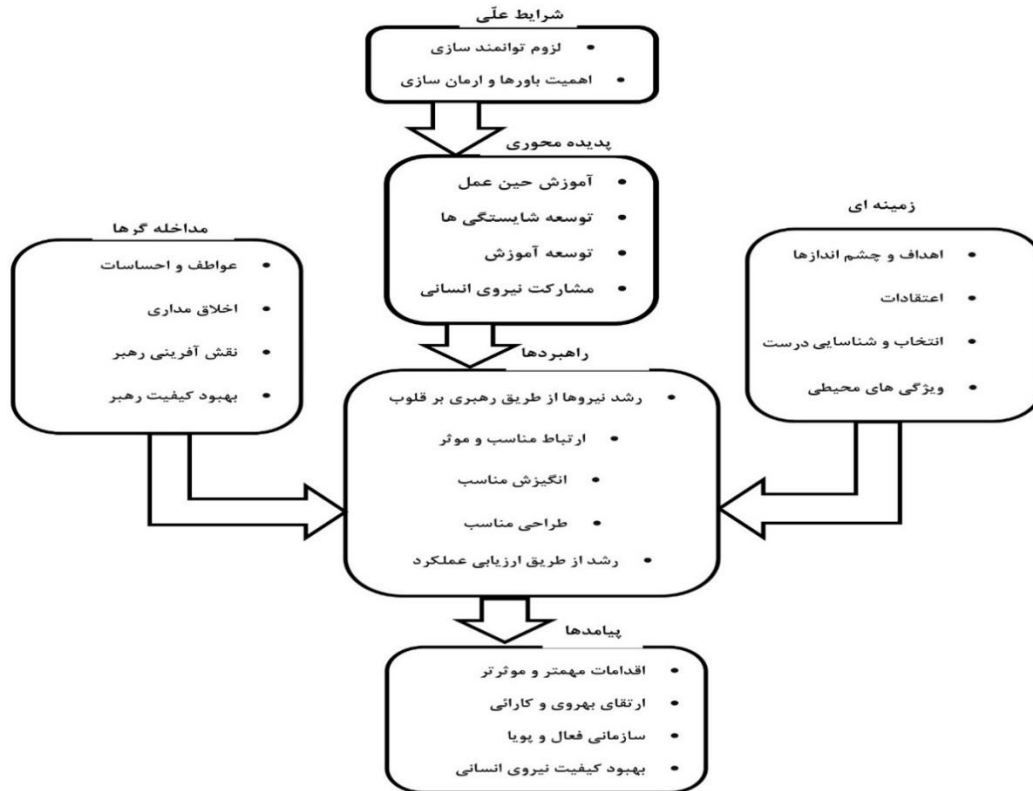 شرایط علّی
لزوم توانمند سازی
اهمیت باورها و ارمان سازی
پدیده محوری
آموزش حین عمل
توسعه شایستگی ها
توسعه آموزش
مشارکت نیروی انسانی
زمینه ای
اهداف و چشم اندازها
اعتقادات
انتخاب و شناسایی درست
ویژگی های محیطی
مداخله گرها
عواطف و احساسات
اخلاق مداری
نقش آفرینی رهبر
بهبود کیفیت رهبر
راهبردها
رشد نیروها از طریق رهبری بر قلوب
ارتباط مناسب و موثر
انگیزش مناسب
طراحی مناسب
رشد از طریق ارزیابی عملکرد
پیامدها
اقدامات مهمتر و موثرتر
ارتقای بهروی و کارائی
سازمانی فعال و پویا
بهبود کیفیت نیروی انسانی